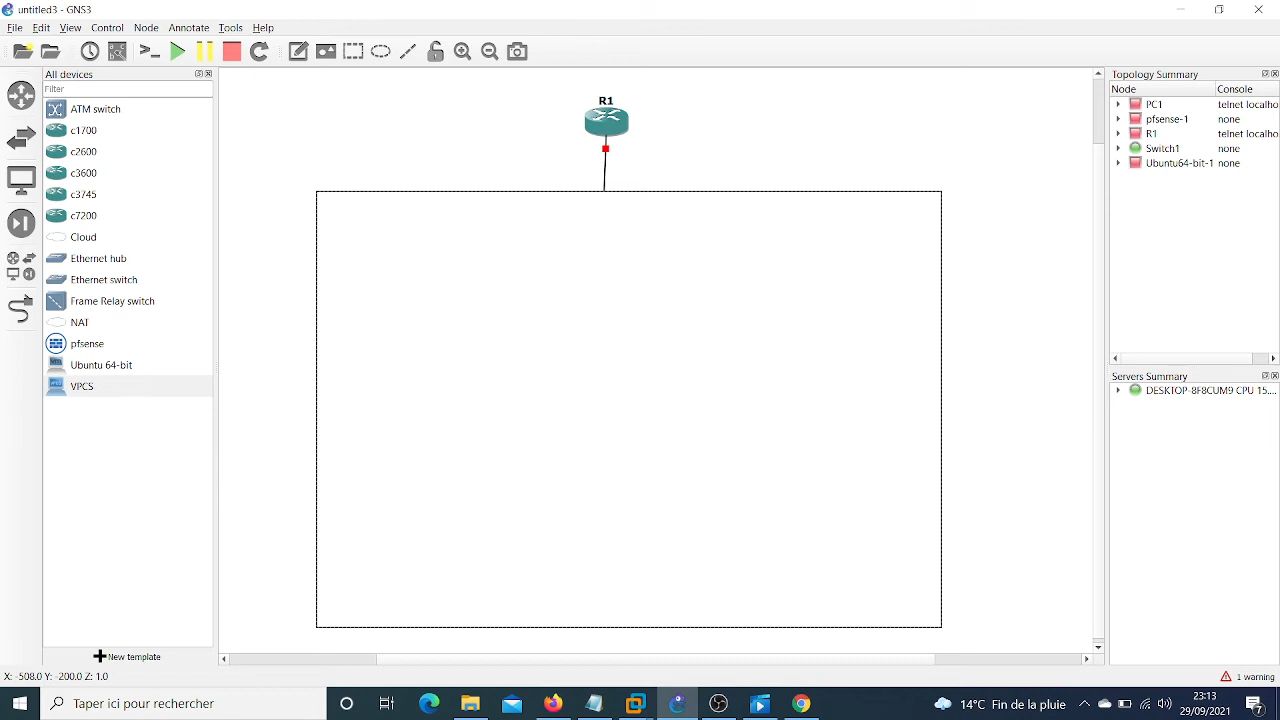 untitled3 - GNS3
File Edit View Control Node Annotate Tools Help
All devices
Filter
ATM switch
c1700
c2600
c3600
c3745
c7200
Cloud
Ethernet hub
Ethernet switch
Frame Relay switch
NAT
pfsense
Ubuntu 64-bit
VPCS
New template
R1
Topology Summary
Node Console
PC1 telnet localho
pfsense-1 none
R1 telnet localho
Switch1 none
Ubuntu64-bit-1 none
Servers Summary
DESKTOP-8F8CUM9 CPU 15....
X: -508.0 Y: -200.0 Z: 1.0
1 warning
Taper ici pour rechercher
14°C Fin de la pluie
23:13
29/09/2021